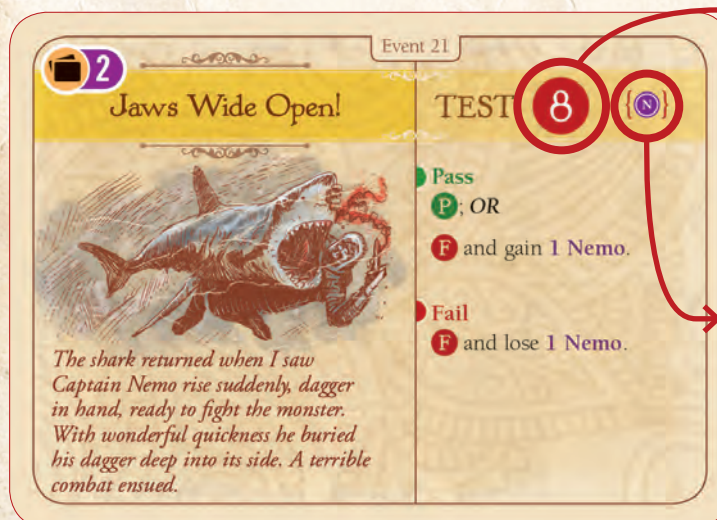 Event 21
2
Jaws Wide Open!
The shark returned when I saw
Captain Nemo rise suddenly, dagger
in hand, ready to fight the monster.
With wonderful quickness he buried
his dagger deep into its side. A terrible
combat ensued.
TEST 8 {N}
Pass
P; OR
F and gain 1 Nemo.
Fail
F and lose 1 Nemo.